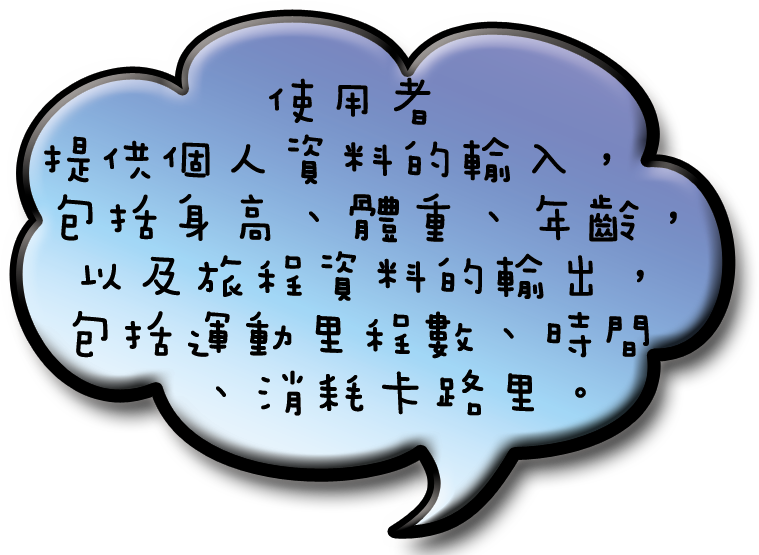 使用者
提供個人資料的輸入，
包括身高、體重、年齡，
以及旅程資料的輸出，
包括運動里程數、時間
、消耗卡路里。